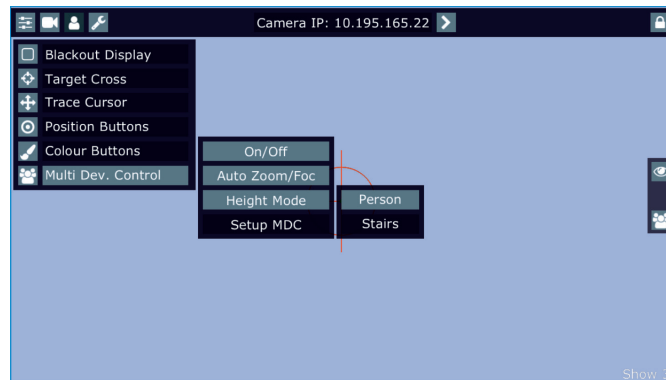 Camera IP: 10.195.165.22
Blackout Display
Target Cross
Trace Cursor
Position Buttons
Colour Buttons
Multi Dev. Control
On/Off
Auto Zoom/Foc
Height Mode
Setup MDC
Person
Stairs
Show